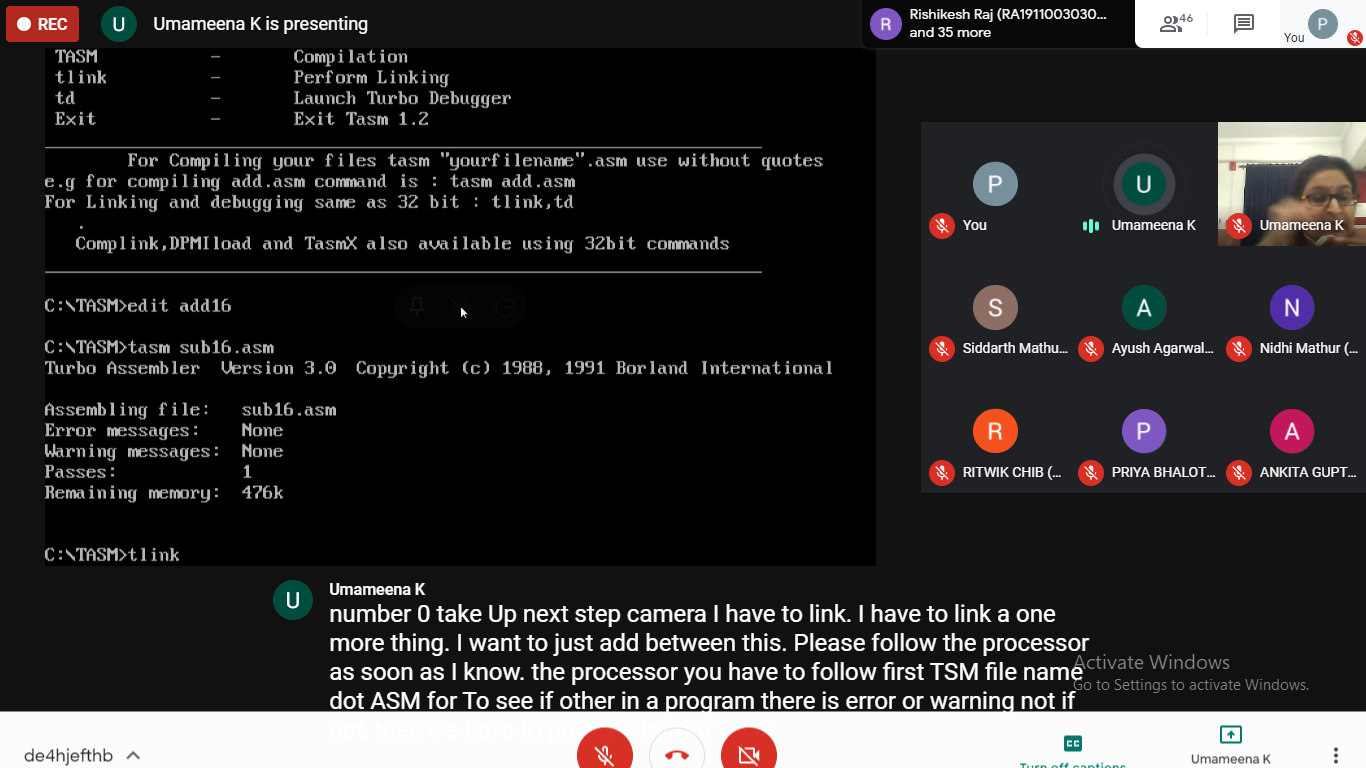 REC
U
Umameena K is presenting
R
Rishikesh Raj (RA1911003030...
and 35 more
46
P
You
TASM - Compilation
tlink - Perform Linking
td - Launch Turbo Debugger
Exit - Exit Tasm 1.2
For Compiling your files tasm "yourfilename".asm use without quotes
e.g for compiling add.asm command is : tasm add.asm
For Linking and debugging same as 32 bit : tlink,td
.
Complink,DPMIload and TasmX also available using 32bit commands
C:\TASM>edit add16
C:\TASM>tasm sub16.asm
Turbo Assembler Version 3.0 Copyright (c) 1988, 1991 Borland International
Assembling file: sub16.asm
Error messages: None
Warning messages: None
Passes: 1
Remaining memory: 476k
C:\TASM>tlink
P
You
U
Umameena K
Umameena K
S
Siddarth Mathu...
A
Ayush Agarwal...
N
Nidhi Mathur (...
R
RITWIK CHIB (...
P
PRIYA BHALOT...
A
ANKITA GUPT...
U
Umameena K
number 0 take Up next step camera I have to link. I have to link a one
more thing. I want to just add between this. Please follow the processor
as soon as I know. the processor you have to follow first TSM file name
dot ASM for To see if other in a program there is error or warning not if
not, then we have to
Activate Windows
Go to Settings to activate Windows.
de4hjefthb
CC
Turn off captions
Umameena K